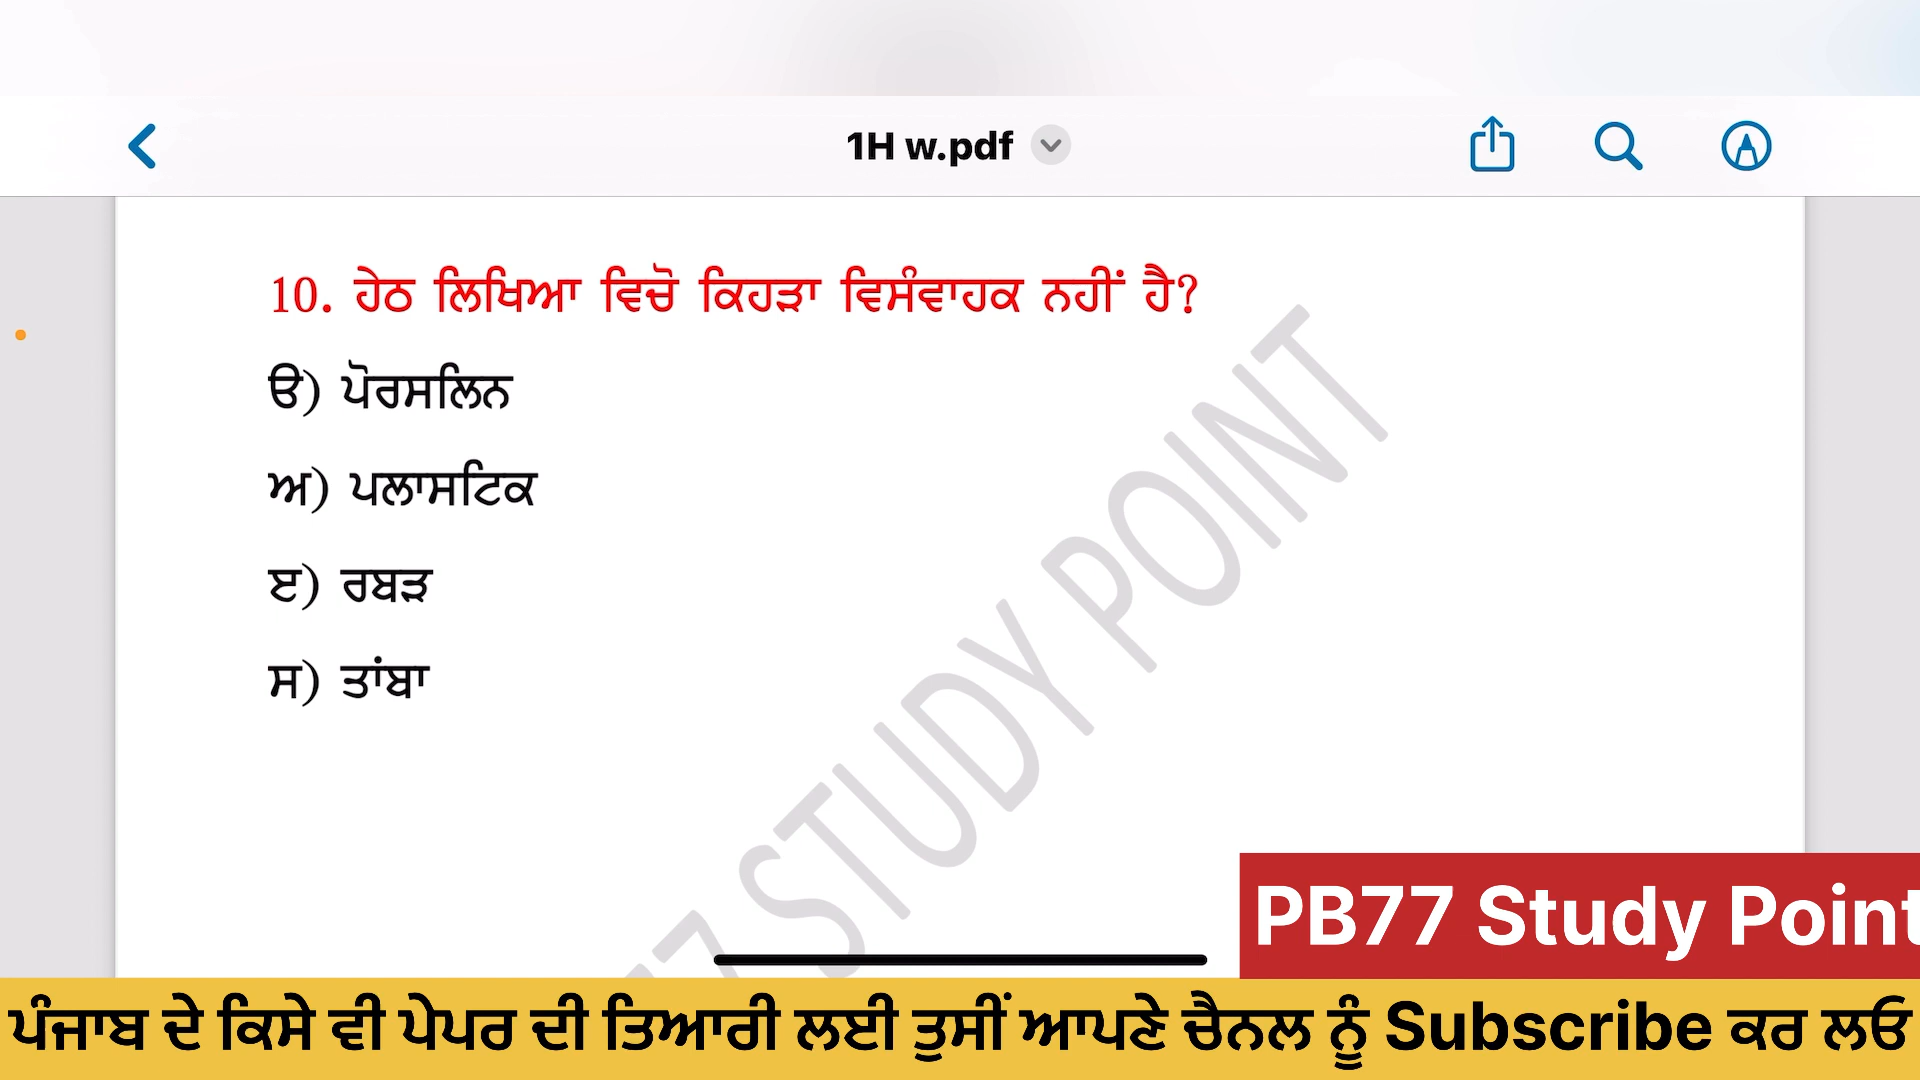 1H w.pdf
10. ਹੇਠ ਲਿਖਿਆ ਵਿਚੋ ਕਿਹੜਾ ਵਿਸੰਵਾਹਕ ਨਹੀਂ ਹੈ?
ੳ) ਪੋਰਸਲਿਨ
ਅ) ਪਲਾਸਟਿਕ
ੲ) ਰਬੜ
ਸ) ਤਾਂਬਾ
7 STUDY POINT
PB77 Study Point
ਪੰਜਾਬ ਦੇ ਕਿਸੇ ਵੀ ਪੇਪਰ ਦੀ ਤਿਆਰੀ ਲਈ ਤੁਸੀਂ ਆਪਣੇ ਚੈਨਲ ਨੂੰ Subscribe ਕਰ ਲਓ